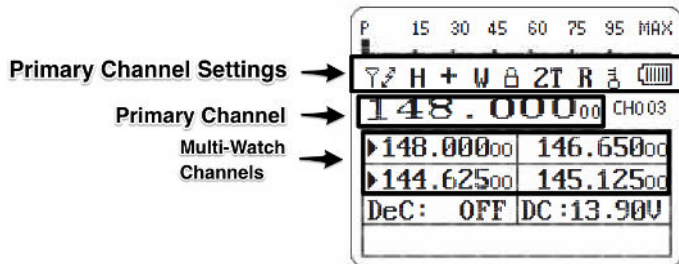 P 15 30 45 60 75 95 MAX
Primary Channel Settings H + W 2T R
Primary Channel 148.00000 CH003
Multi-Watch Channels
148.00000 146.65000
144.62500 145.12500
DeC: OFF DC:13.90V